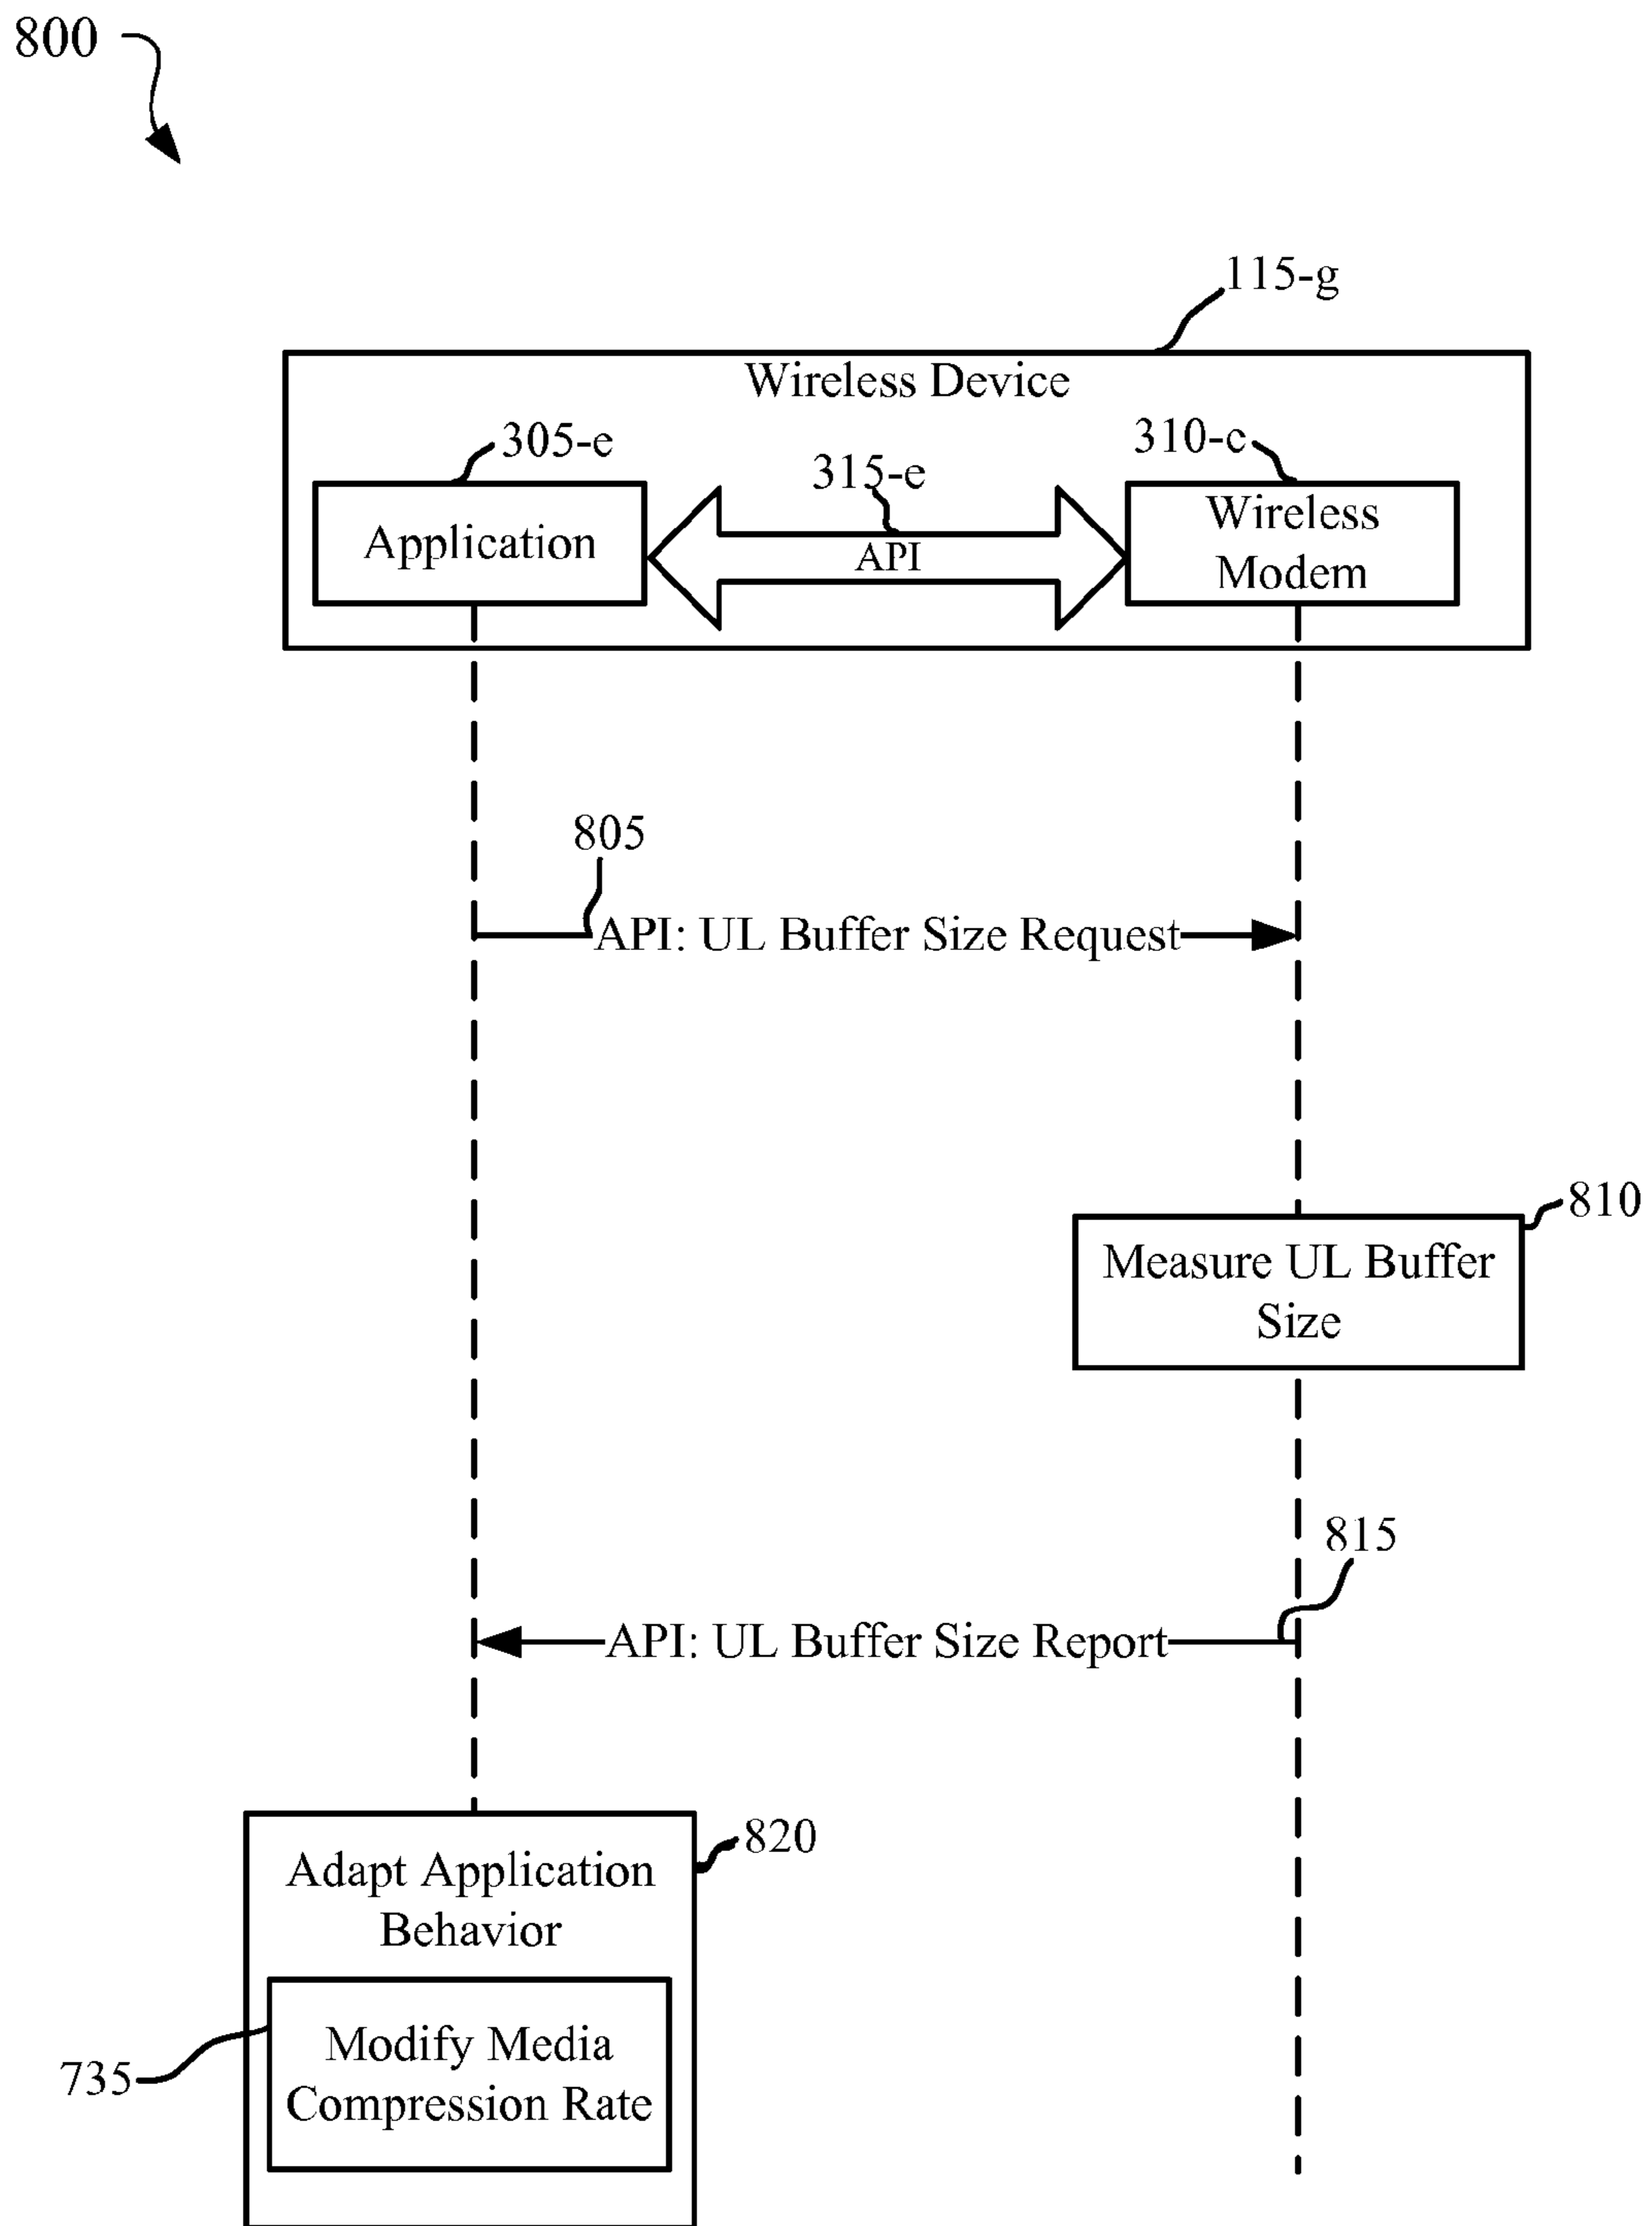 800
115-g
Wireless Device
305-e
310-c
315-e
Application
API
Wireless
Modem
805
API: UL Buffer Size Request
810
Measure UL Buffer
Size
815
API: UL Buffer Size Report
820
Adapt Application
Behavior
735
Modify Media
Compression Rate